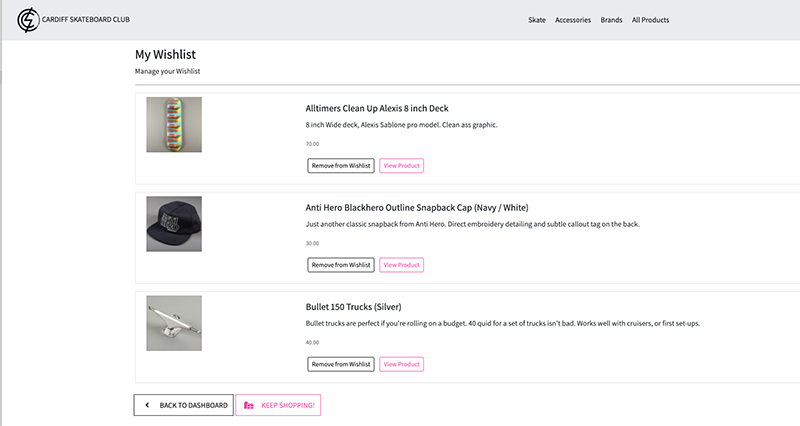 CARDIFF SKATEBOARD CLUB
Skate Accessories Brands All Products
My Wishlist
Manage your Wishlist
Alltimers Clean Up Alexis 8 inch Deck
8 inch Wide deck, Alexis Sablone pro model. Clean ass graphic.
70.00
Remove from Wishlist View Product
Anti Hero Blackhero Outline Snapback Cap (Navy / White)
Just another classic snapback from Anti Hero. Direct embroidery detailing and subtle callout tag on the back.
30.00
Remove from Wishlist View Product
Bullet 150 Trucks (Silver)
Bullet trucks are perfect if you're rolling on a budget. 40 quid for a set of trucks isn't bad. Works well with cruisers, or first set-ups.
40.00
Remove from Wishlist View Product
BACK TO DASHBOARD KEEP SHOPPING!